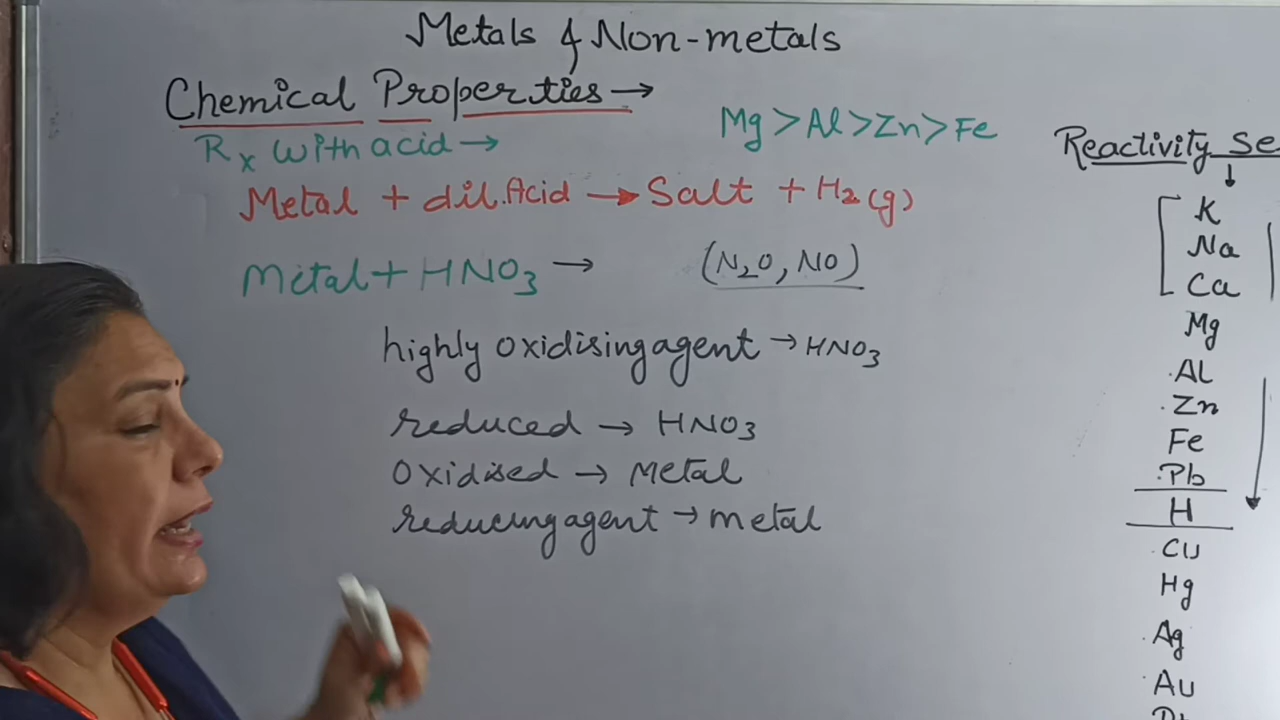 Metals & Non-metals
Chemical Properties →
Rx with acid →
Mg > Al > Zn > Fe
Metal + dil. Acid → Salt + H2 (g)
Metal + HNO3 → (N2O, NO)
highly oxidising agent → HNO3
reduced → HNO3
Oxidised → Metal
reducing agent → metal
Reactivity Se
↓
K
Na
Ca
Mg
Al
Zn
Fe
Pb
H
Cu
Hg
Ag
Au